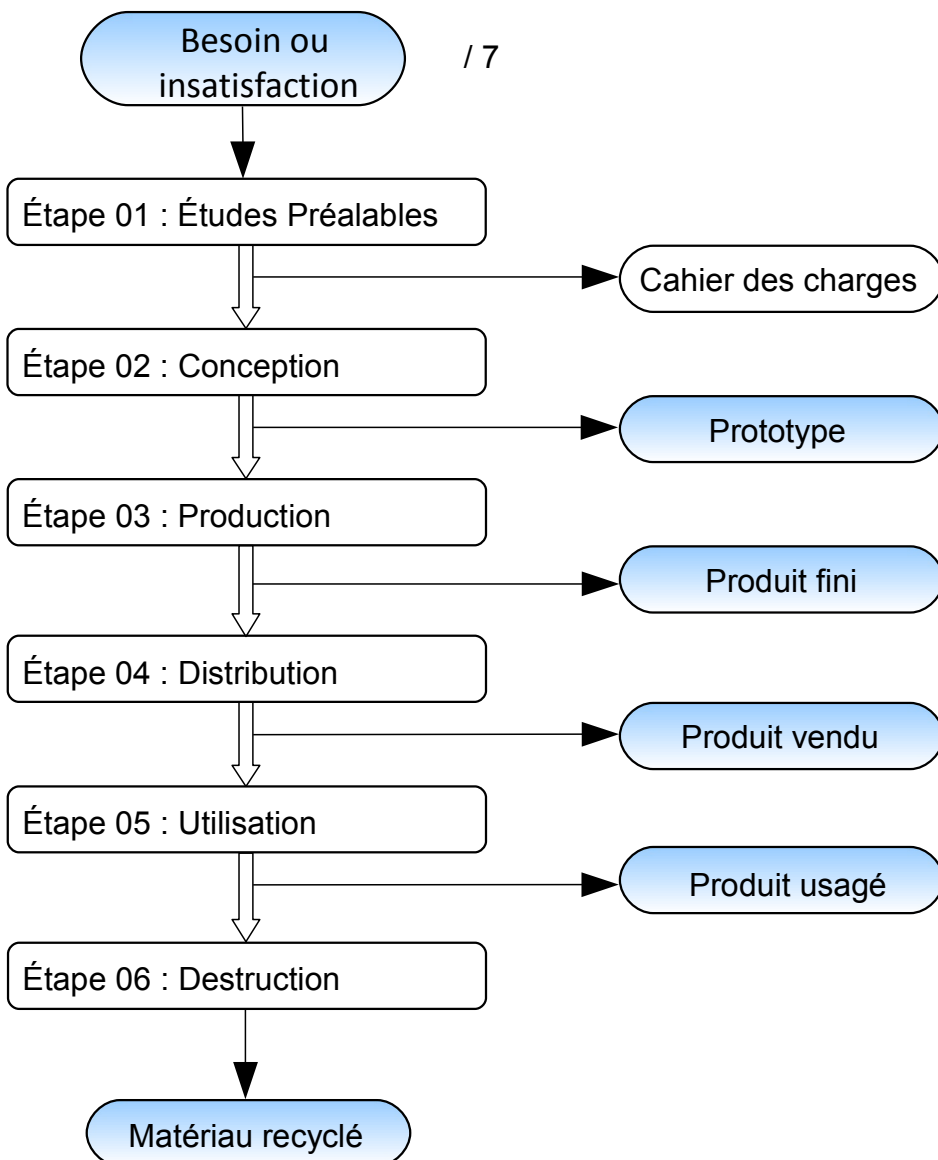 Besoin ou
insatisfaction
/ 7
Étape 01 : Études Préalables
Cahier des charges
Étape 02 : Conception
Prototype
Étape 03 : Production
Produit fini
Étape 04 : Distribution
Produit vendu
Étape 05 : Utilisation
Produit usagé
Étape 06 : Destruction
Matériau recyclé